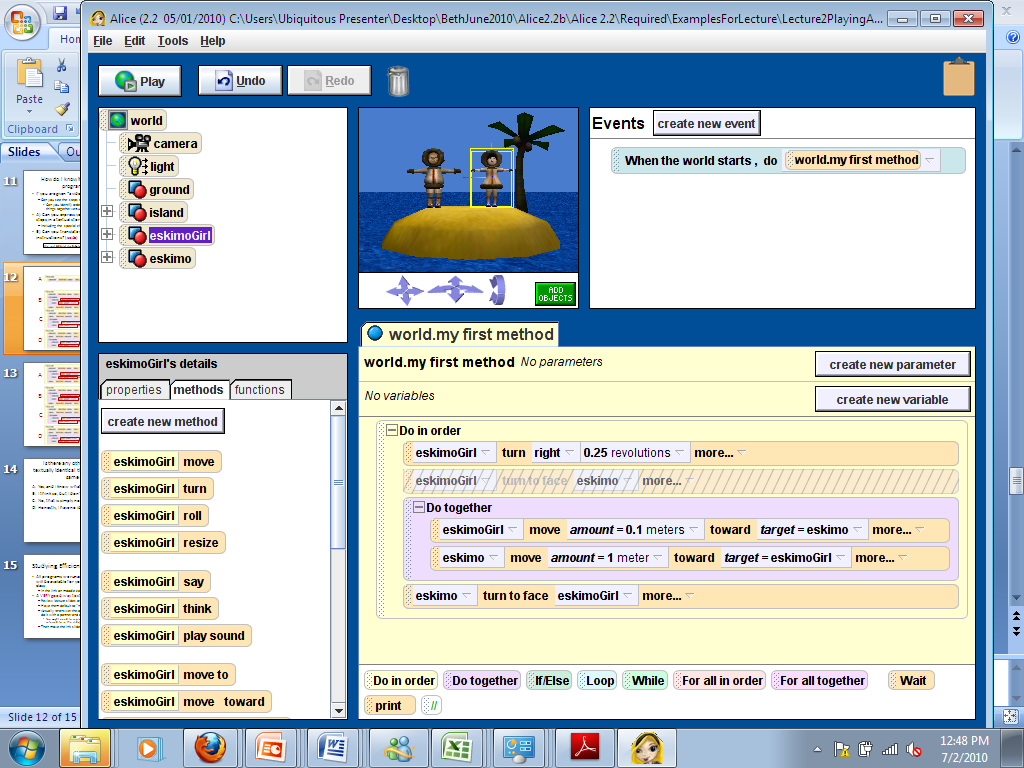 Alice (2.2 05/01/2010) C:\Users\Ubiquitous Presenter\Desktop\BethJune2010\Alice2.2b\Alice 2.2\Required\ExamplesForLecture\Lecture2PlayingA...
Hom
File Edit Tools Help
Paste
Clipboard
Slides
Ou
Play
Undo
Redo
world
camera
light
ground
island
eskimoGirl
eskimo
ADD OBJECTS
Events
create new event
When the world starts , do world.my first method
11
12
13
14
15
eskimoGirl's details
properties methods functions
create new method
eskimoGirl move
eskimoGirl turn
eskimoGirl roll
eskimoGirl resize
eskimoGirl say
eskimoGirl think
eskimoGirl play sound
eskimoGirl move to
eskimoGirl move toward
world.my first method
world.my first method No parameters
create new parameter
No variables
create new variable
Do in order
eskimoGirl turn right 0.25 revolutions more...
eskimoGirl turn to face eskimo more...
Do together
eskimoGirl move amount = 0.1 meters toward target = eskimo more...
eskimo move amount = 1 meter toward target = eskimoGirl more...
eskimo turn to face eskimoGirl more...
Do in order Do together If/Else Loop While For all in order For all together Wait
print //
Slide 12 of 15
12:48 PM
7/2/2010